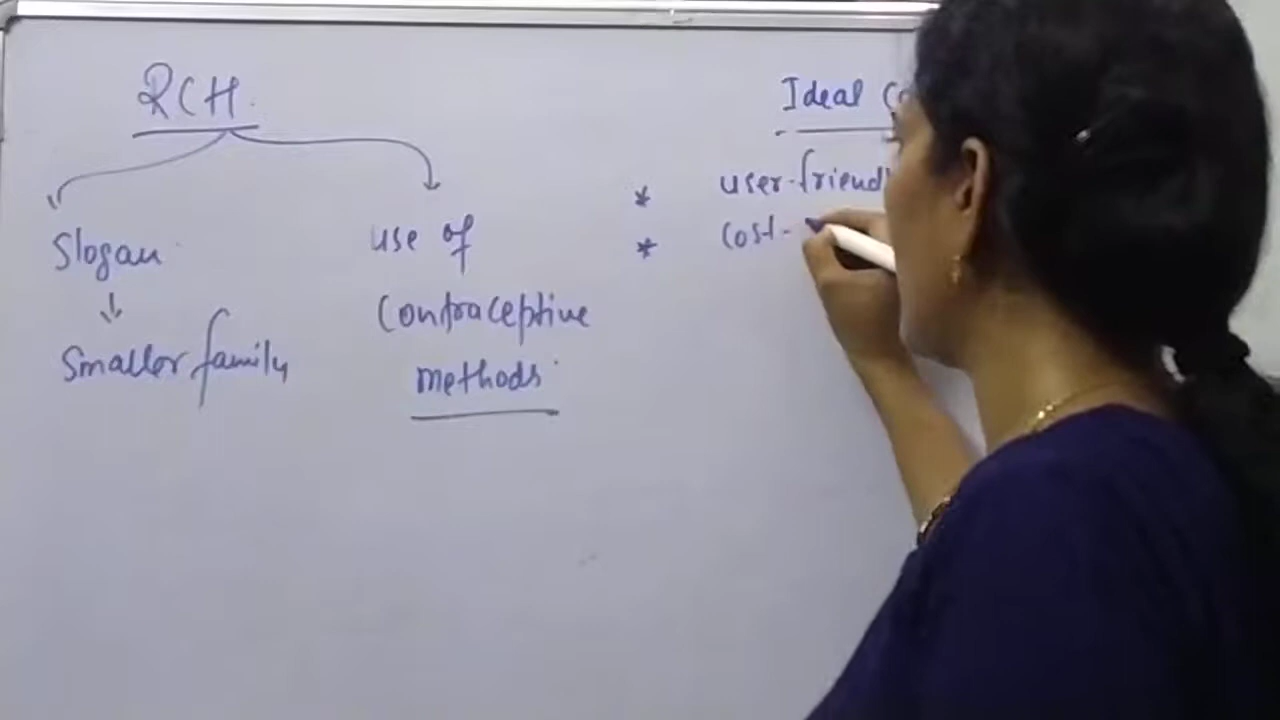 RCH.
Slogan
↓
Smaller family
use of
Contraceptive
methods
Ideal
* user-friendl
* cost-